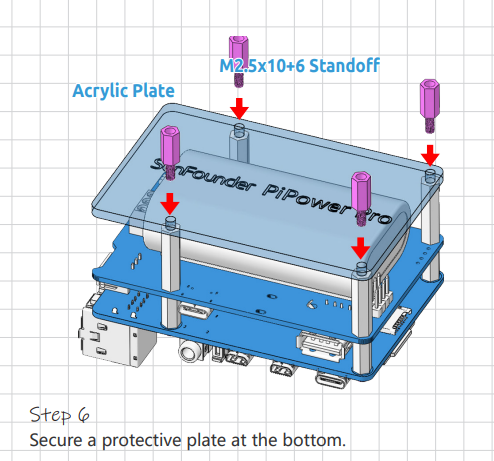 M2.5x10+6 Standoff
Acrylic Plate
SunFounder PiPower Pro
Step 6
Secure a protective plate at the bottom.